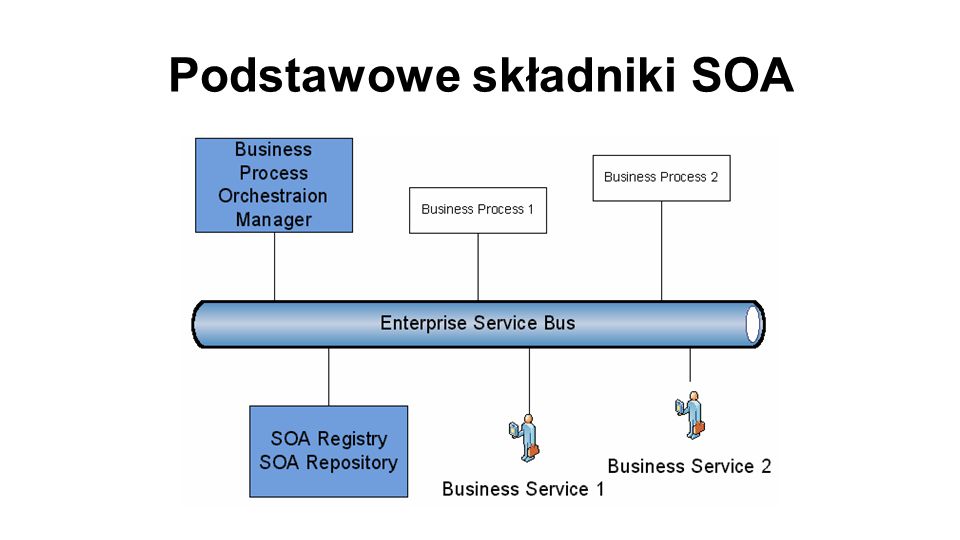 Podstawowe składniki SOA
Business
Process
Orchestraion
Manager
Business Process 1
Business Process 2
Enterprise Service Bus
SOA Registry
SOA Repository
Business Service 1
Business Service 2